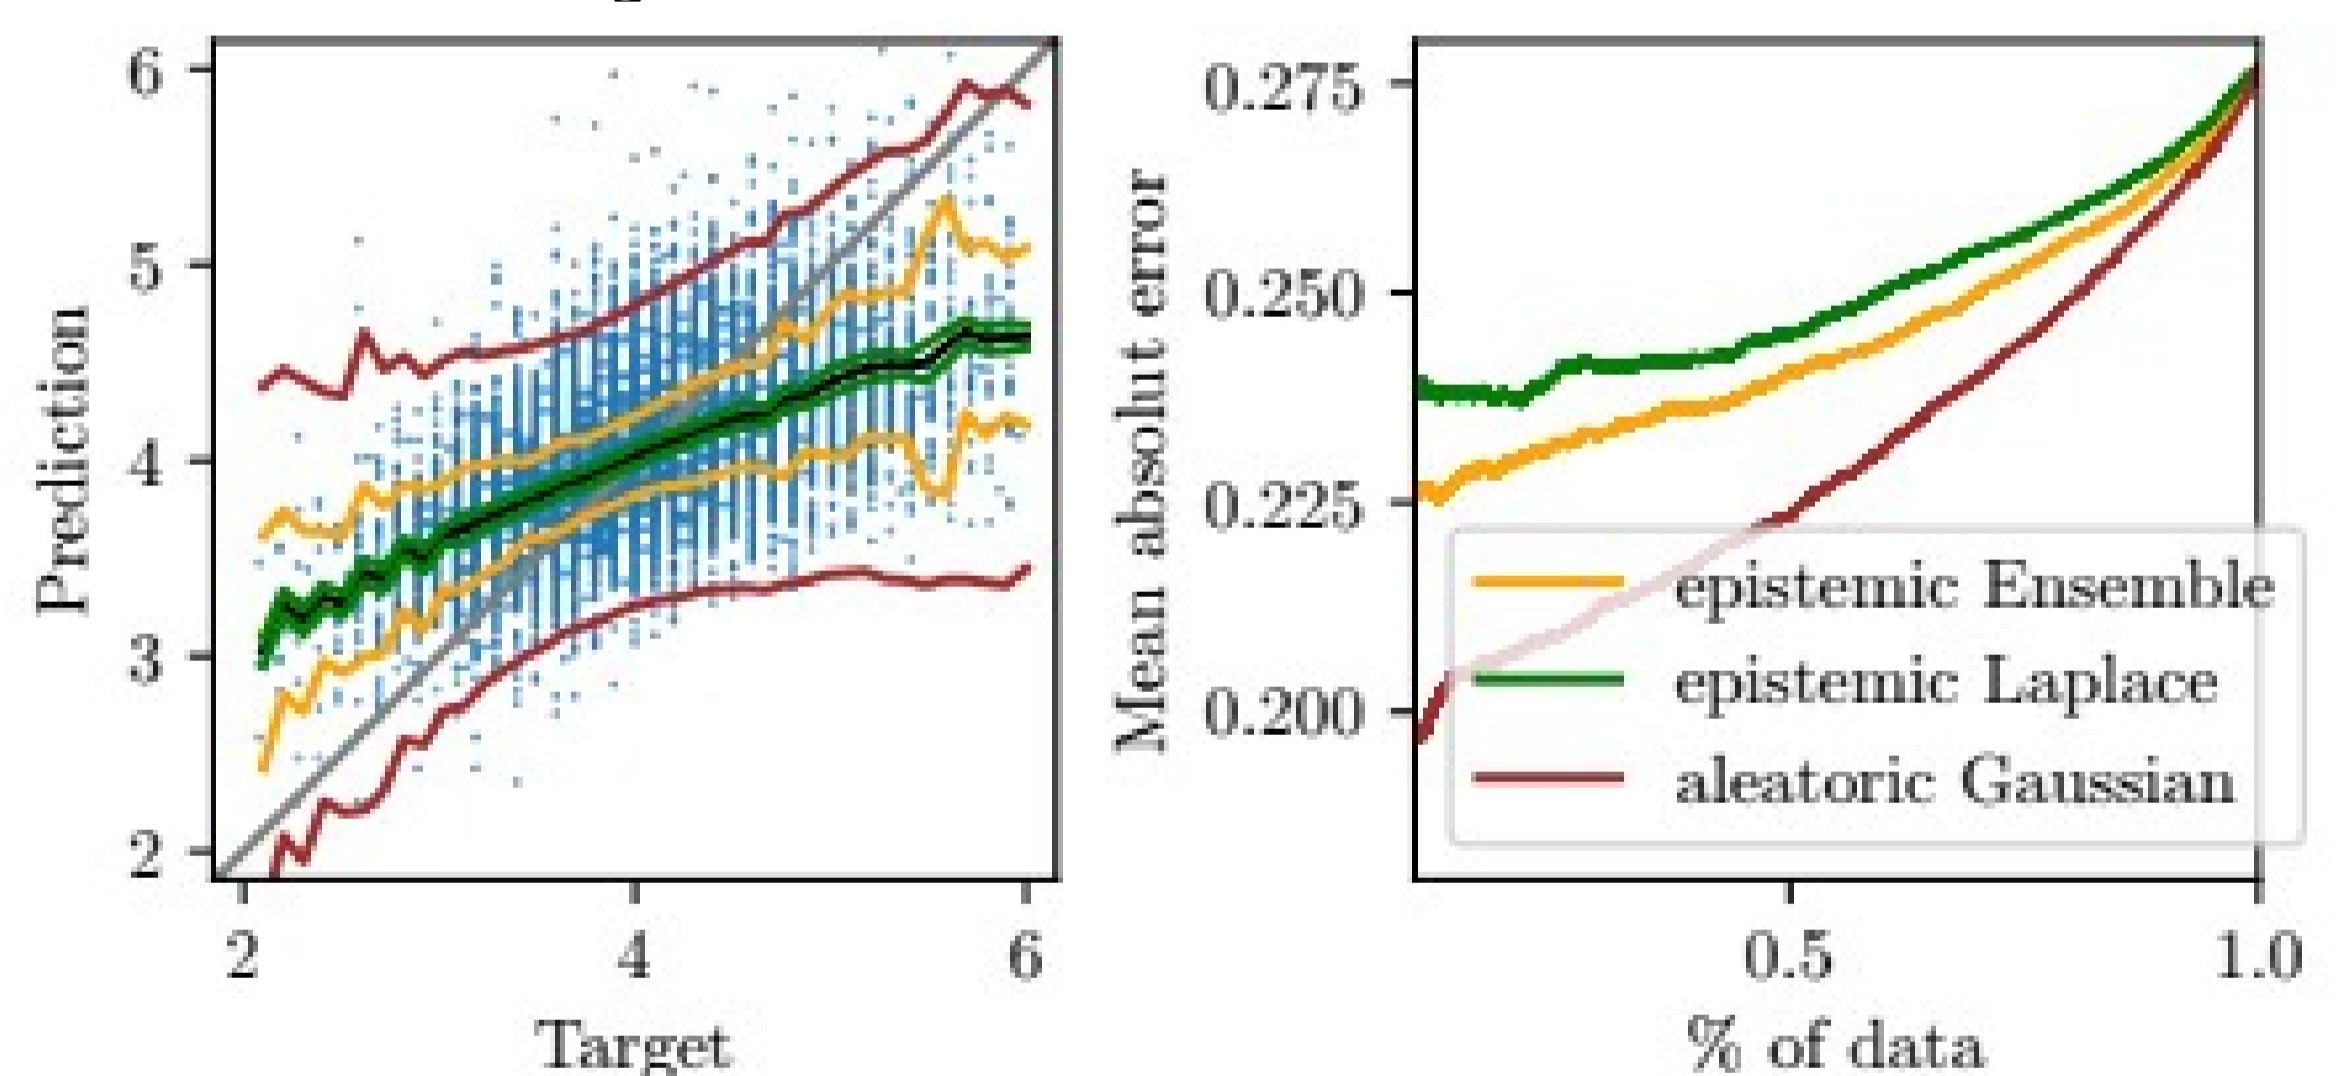 6
5
4
3
2
Prediction
2 4 6
Target
0.275
0.250
0.225
0.200
Mean absolut error
epistemic Ensemble
epistemic Laplace
aleatoric Gaussian
0.5 1.0
% of data